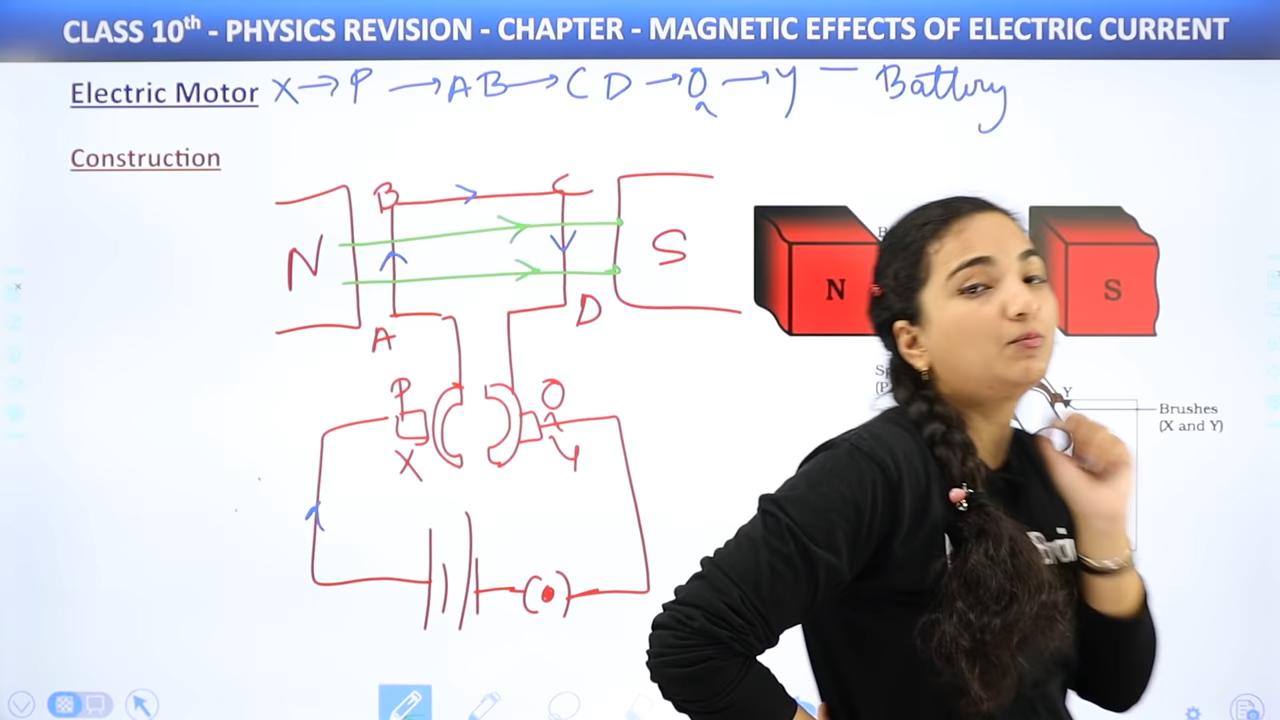 CLASS 10th - PHYSICS REVISION - CHAPTER - MAGNETIC EFFECTS OF ELECTRIC CURRENT
Electric Motor X → P → AB → CD → Q → Y — Battery
Construction
B C
N S
A D
P Q
X Y
N S
Y
Brushes
(X and Y)